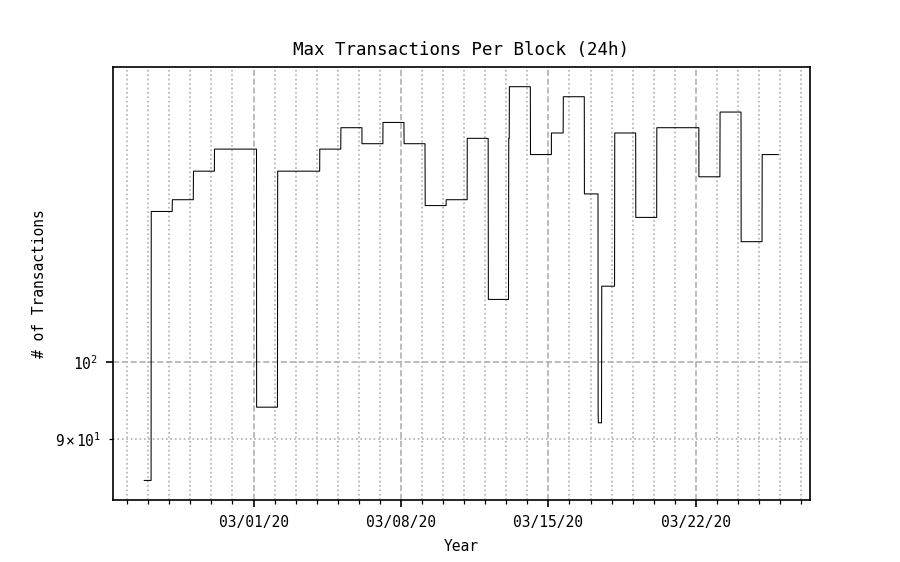 Max Transactions Per Block (24h)
# of Transactions
10²
9×10¹
03/01/20 03/08/20 03/15/20 03/22/20
Year